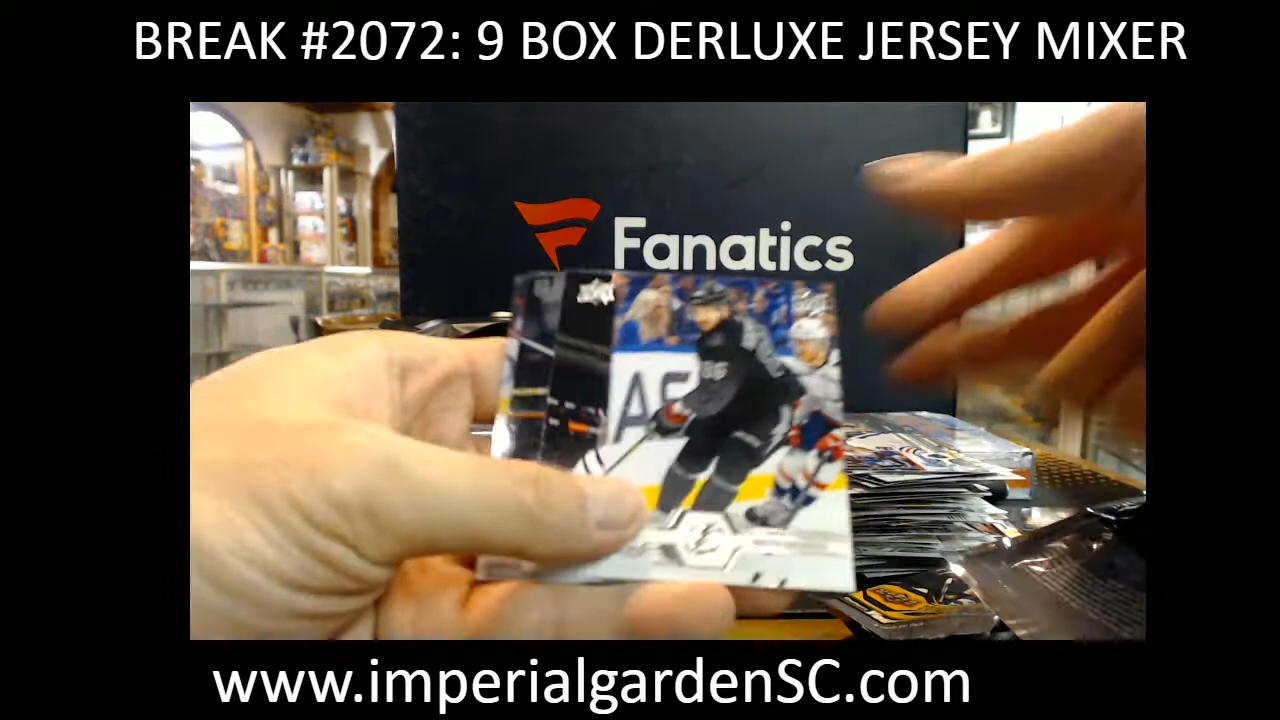 BREAK #2072: 9 BOX DERLUXE JERSEY MIXER
Fanatics
www.imperialgardenSC.com